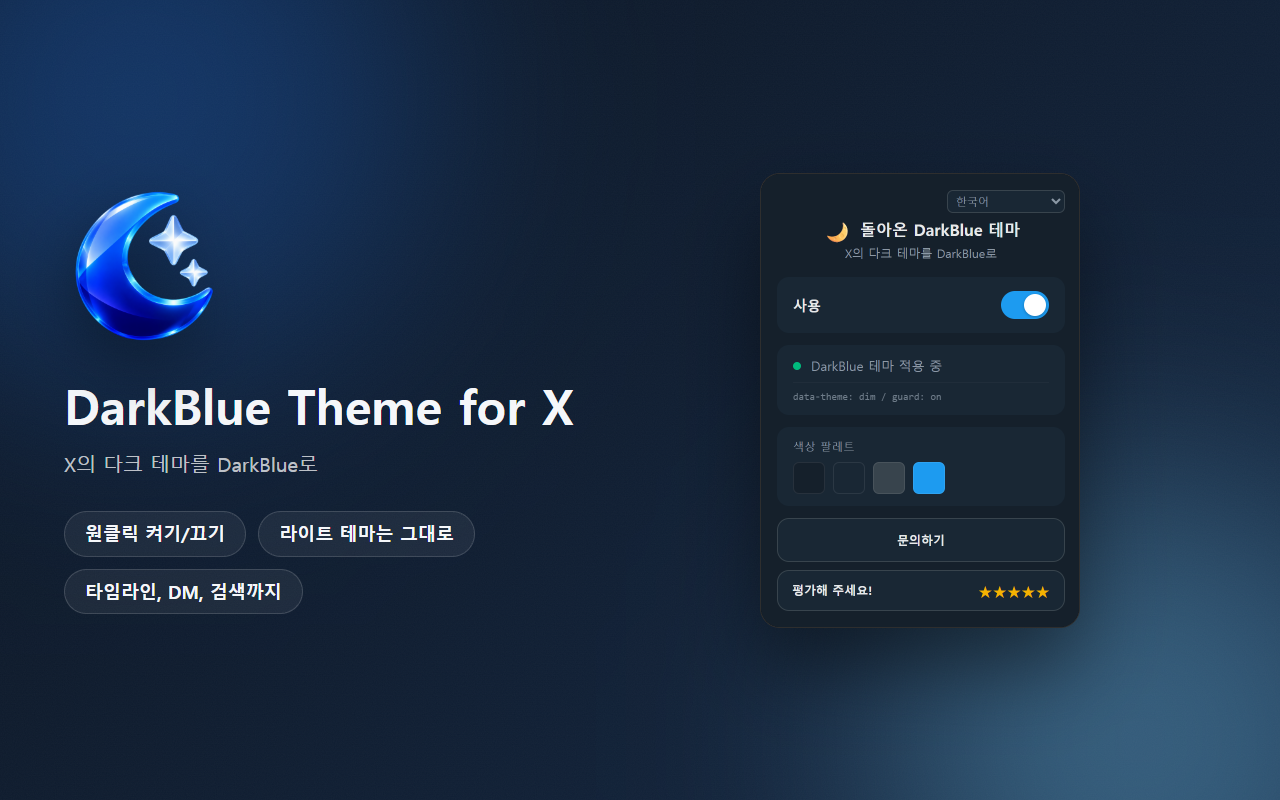 DarkBlue Theme for X
X의 다크 테마를 DarkBlue로
원클릭 켜기/끄기
라이트 테마는 그대로
타임라인, DM, 검색까지
한국어
돌아온 DarkBlue 테마
X의 다크 테마를 DarkBlue로
사용
DarkBlue 테마 적용 중
data-theme: dim / guard: on
색상 팔레트
문의하기
평가해 주세요! ★★★★★